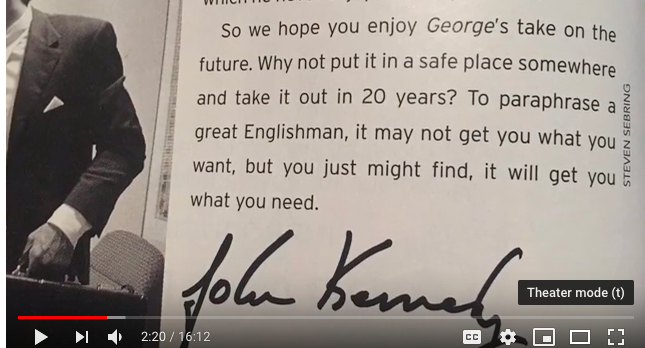 So we hope you enjoy George's take on the
future. Why not put it in a safe place somewhere
and take it out in 20 years? To paraphrase a
great Englishman, it may not get you what you
want, but you just might find, it will get you
what you need.
STEVEN SEBRING
John Kennedy
Theater mode (t)
2:20 / 16:12
CC